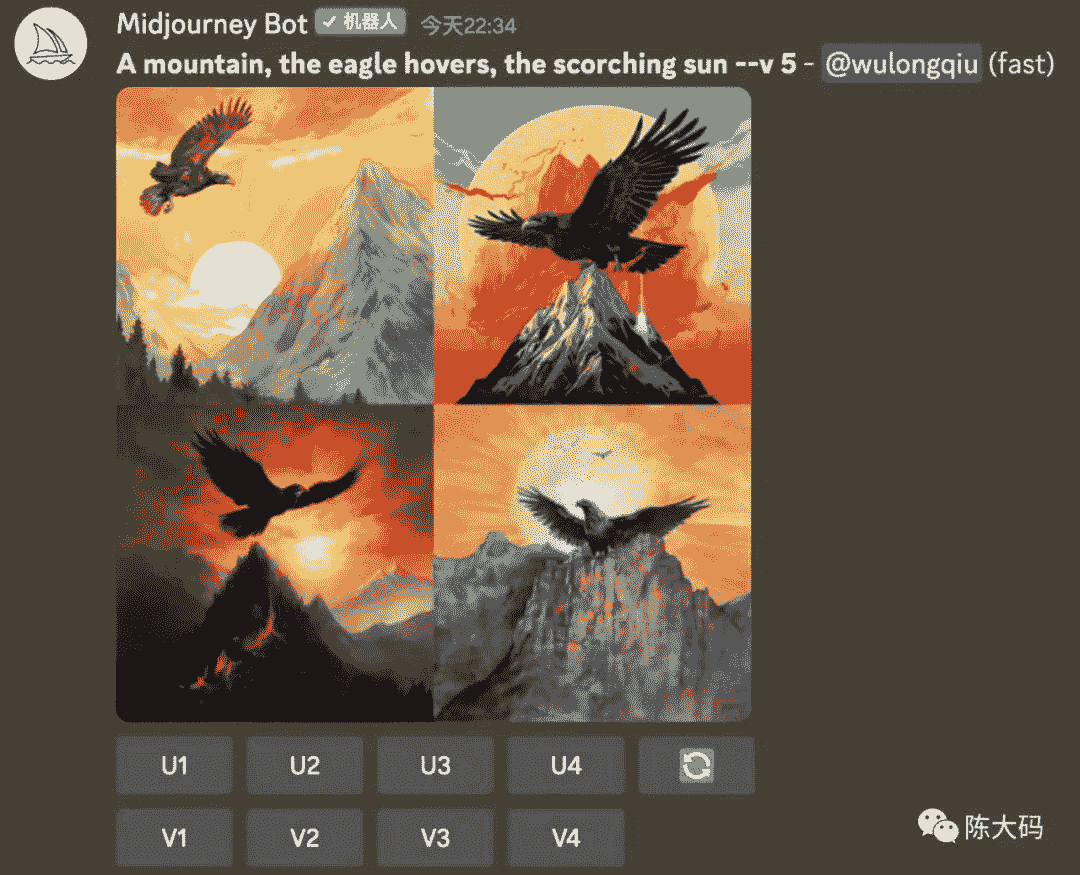 Midjourney Bot ✓ 机器人 今天22:34
A mountain, the eagle hovers, the scorching sun --v 5 - @wulongqiu (fast)
U1 U2 U3 U4
V1 V2 V3 V4
陈大码